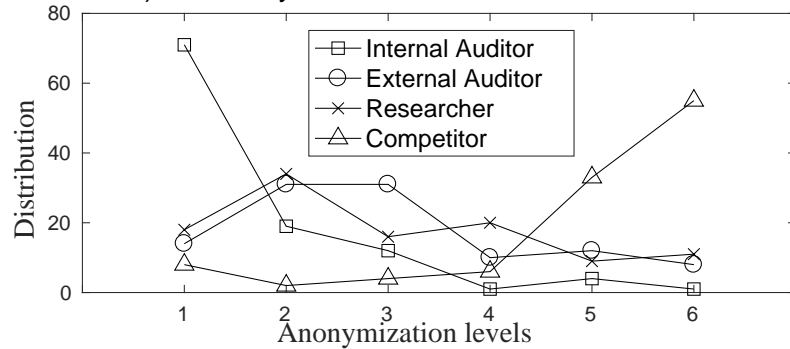 80
60
40
20
0
Distribution
Internal Auditor
External Auditor
Researcher
Competitor
1 2 3 4 5 6
Anonymization levels